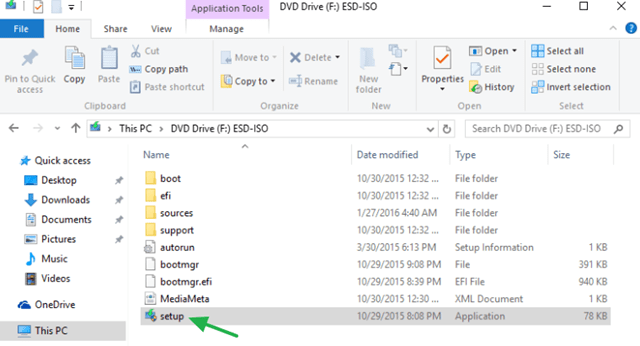 Application Tools DVD Drive (F:) ESD-ISO
File Home Share View Manage
Pin to Quick access Copy Paste Cut Copy path Paste shortcut Move to Copy to Delete Rename New folder Properties Open Edit History Select all Select none Invert selection
Clipboard Organize New Open Select
This PC DVD Drive (F:) ESD-ISO Search DVD Drive (F:) ESD-ISO
Name Date modified Type Size
Quick access
Desktop
Downloads
Documents
Pictures
Music
Videos
OneDrive
This PC
boot 10/30/2015 12:32 ... File folder
efi 10/30/2015 12:32 ... File folder
sources 1/27/2016 4:40 AM File folder
support 10/30/2015 12:32 ... File folder
autorun 3/30/2015 6:13 PM Setup Information 1 KB
bootmgr 10/29/2015 9:08 PM File 391 KB
bootmgr.efi 10/29/2015 8:39 PM EFI File 940 KB
MediaMeta 10/30/2015 12:30 ... XML Document 1 KB
setup 10/29/2015 8:08 PM Application 78 KB